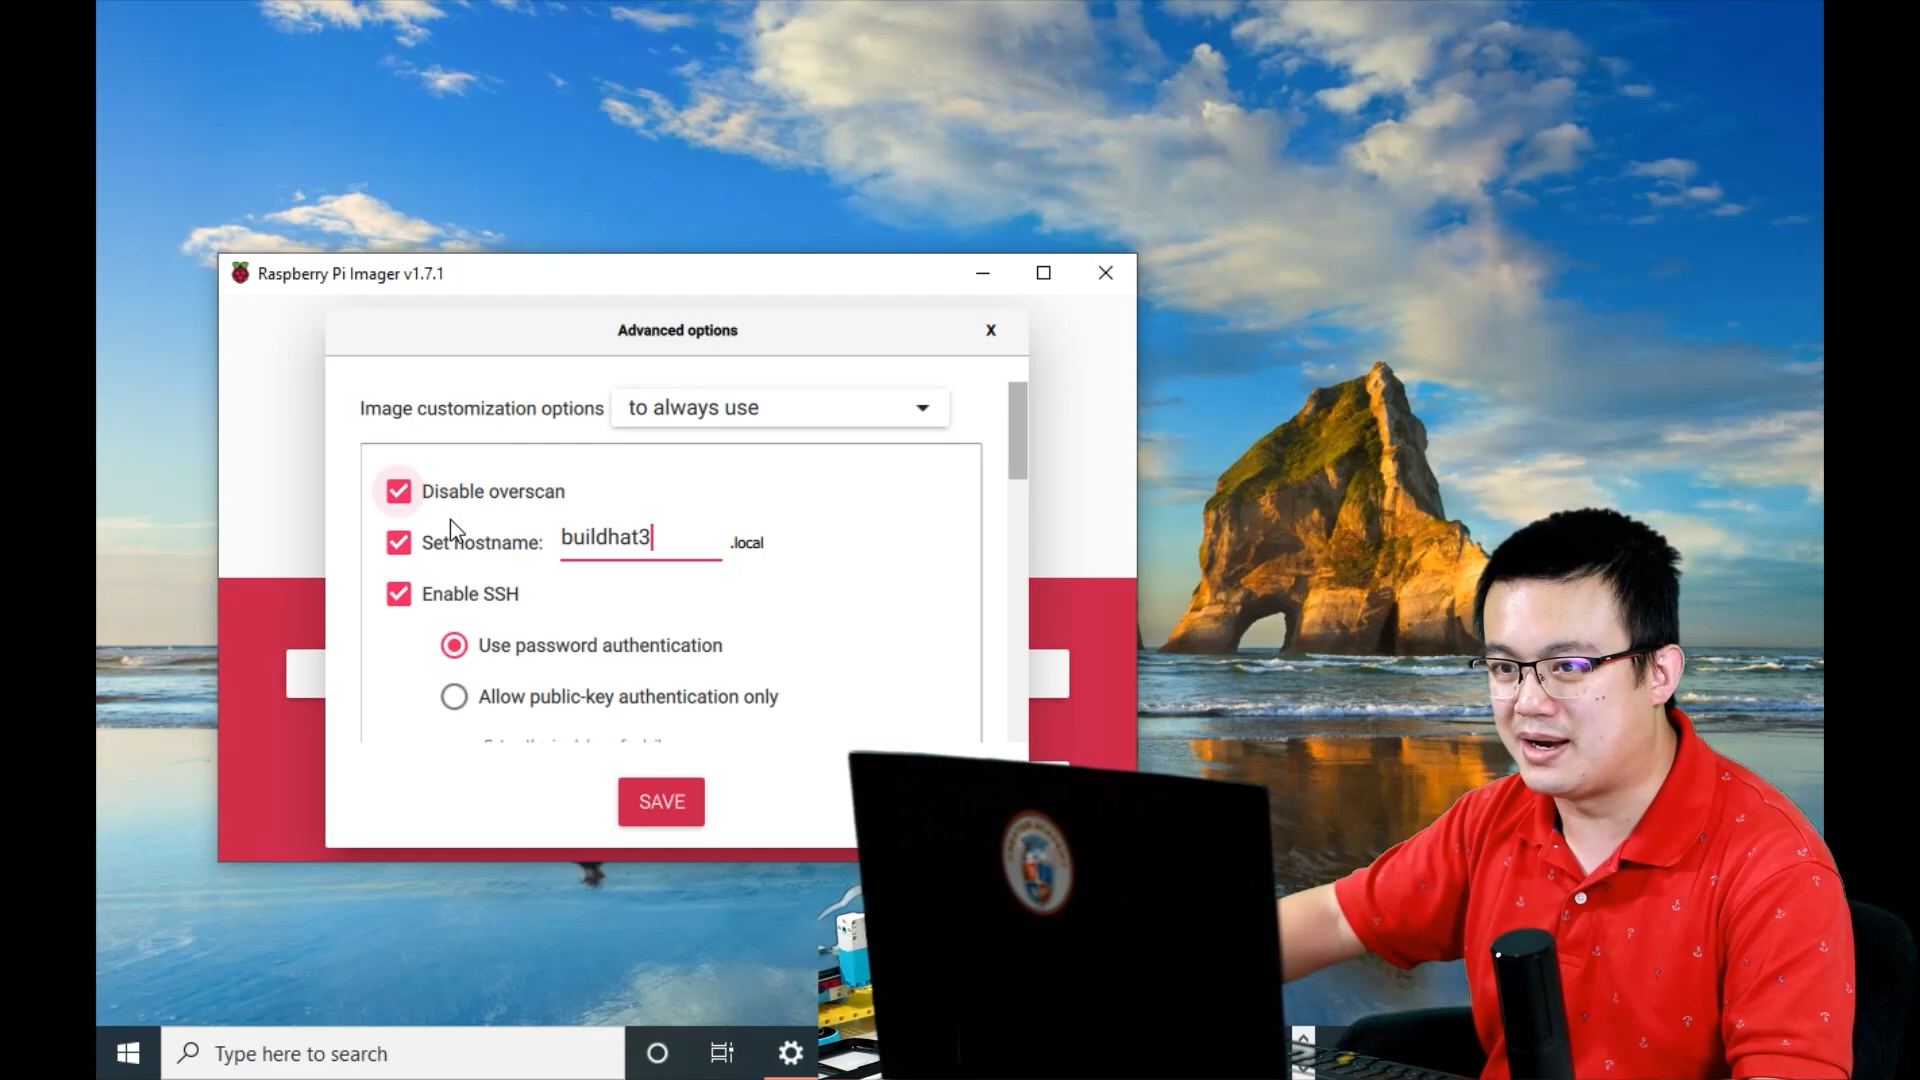 Raspberry Pi Imager v1.7.1
Advanced options
X
Image customization options to always use
Disable overscan
Set hostname: buildhat3 .local
Enable SSH
Use password authentication
Allow public-key authentication only
SAVE
Type here to search